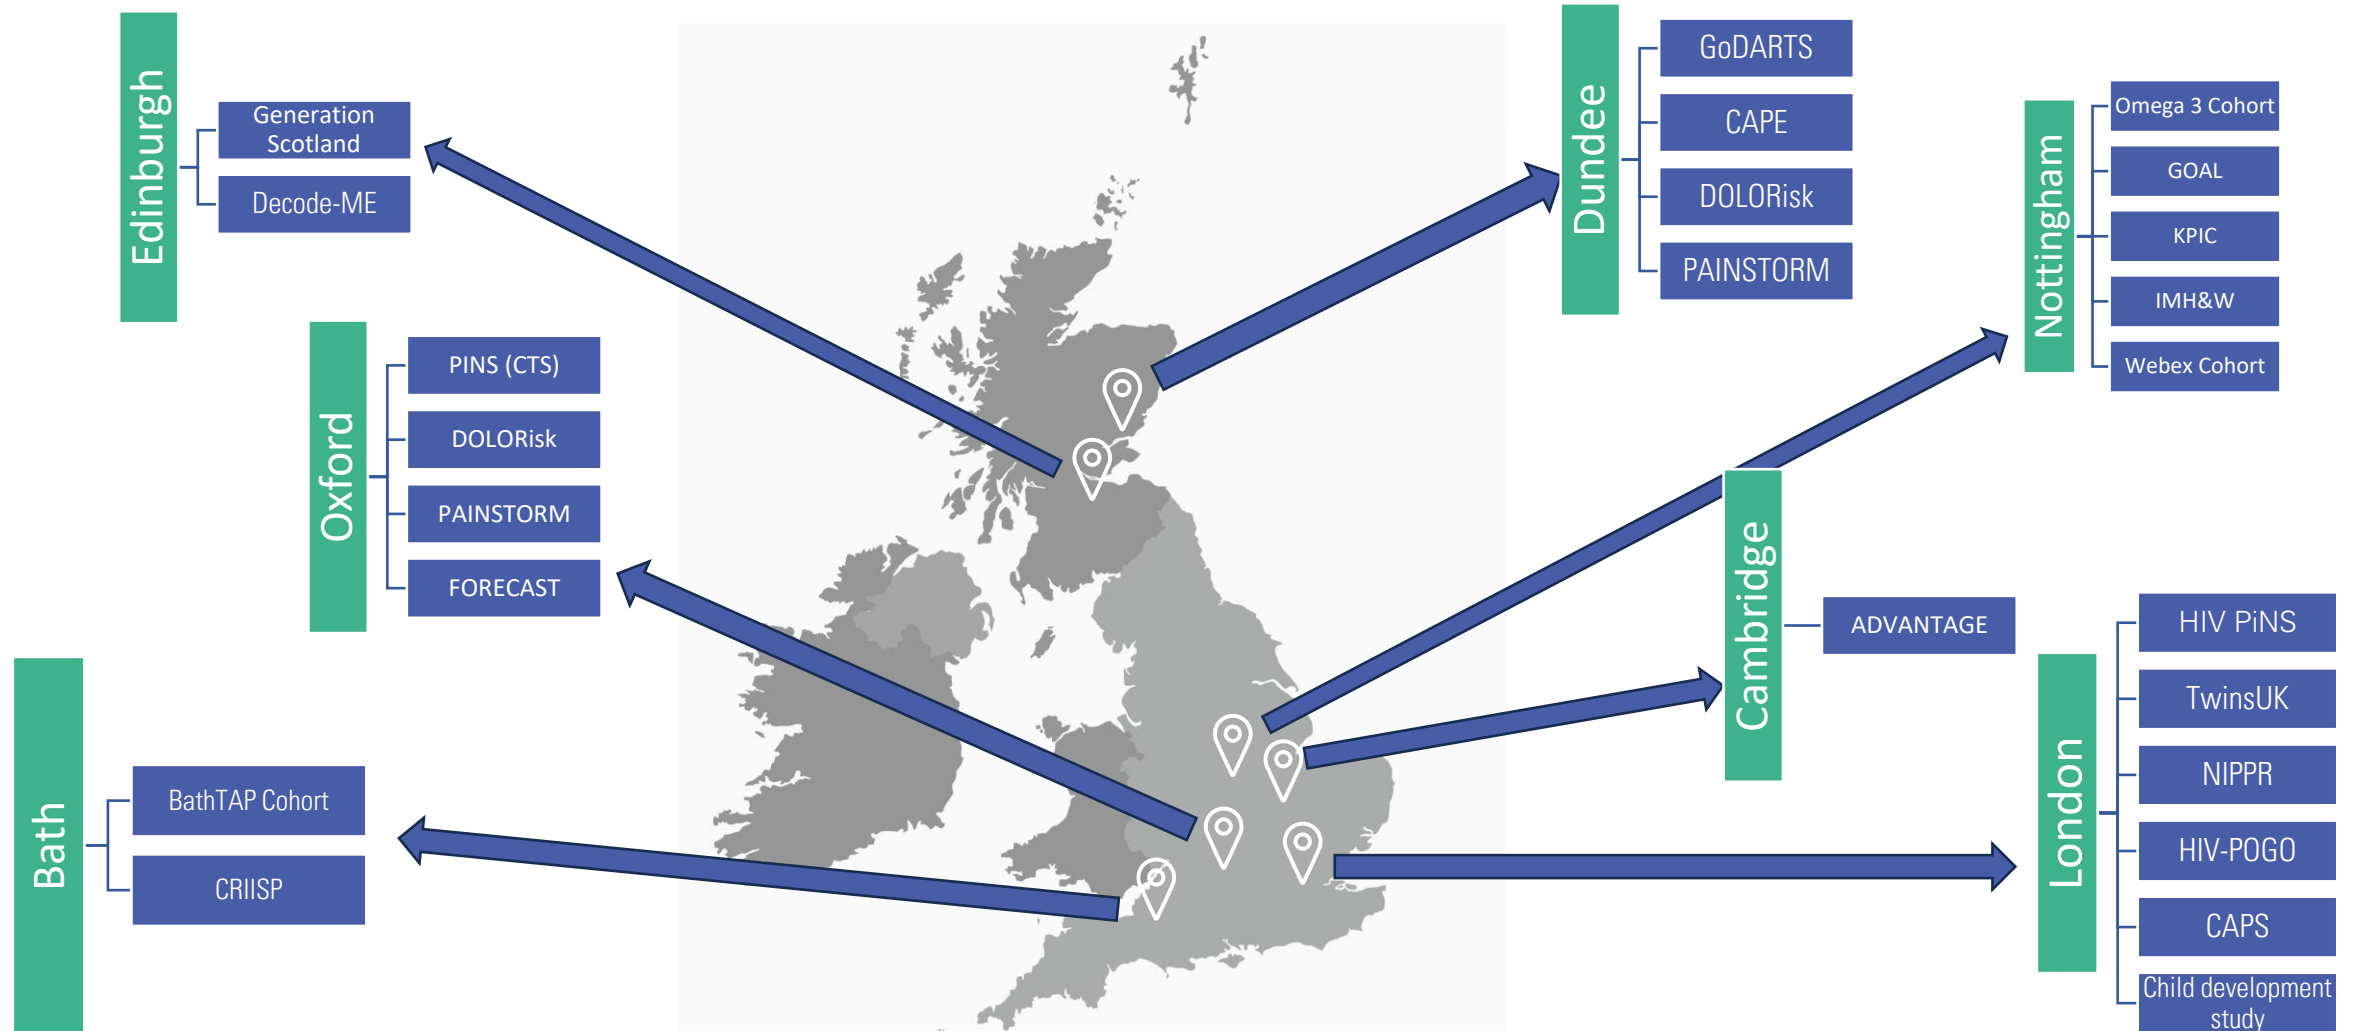 Edinburgh
Generation
Scotland
Decode-ME
Dundee
GoDARTS
CAPE
DOLORisk
PAINSTORM
Nottingham
Omega 3 Cohort
GOAL
KPIC
IMH&W
Webex Cohort
Oxford
PINS (CTS)
DOLORisk
PAINSTORM
FORECAST
Cambridge
ADVANTAGE
Bath
BathTAP Cohort
CRIISP
London
HIV PiNS
TwinsUK
NIPPR
HIV-POGO
CAPS
Child development
study